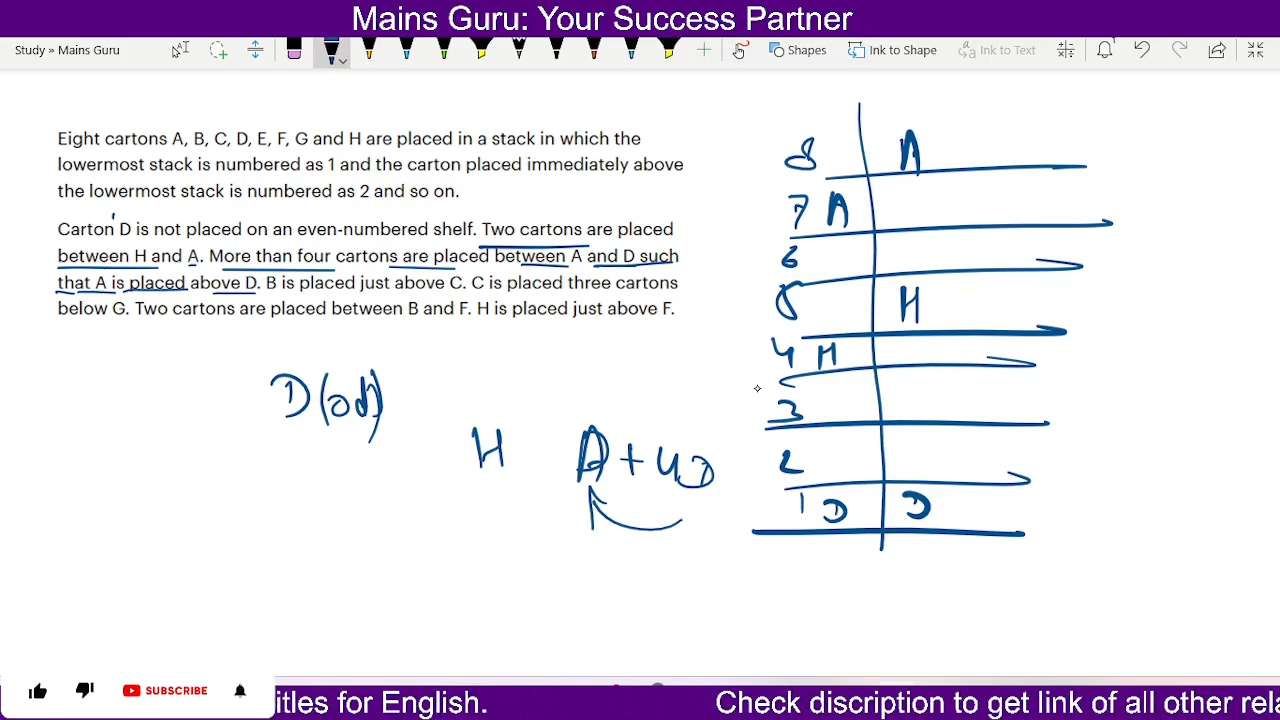 Mains Guru: Your Success Partner
Study » Mains Guru
Shapes
Ink to Shape
Ink to Text
Eight cartons A, B, C, D, E, F, G and H are placed in a stack in which the
lowermost stack is numbered as 1 and the carton placed immediately above
the lowermost stack is numbered as 2 and so on.
Carton D is not placed on an even-numbered shelf. Two cartons are placed
between H and A. More than four cartons are placed between A and D such
that A is placed above D. B is placed just above C. C is placed three cartons
below G. Two cartons are placed between B and F. H is placed just above F.
D(odd)
H A + 4 D
8 A
7 A
6
5 H
4 H
3
2
1 D D
SUBSCRIBE
titles for English.
Check discription to get link of all other rela